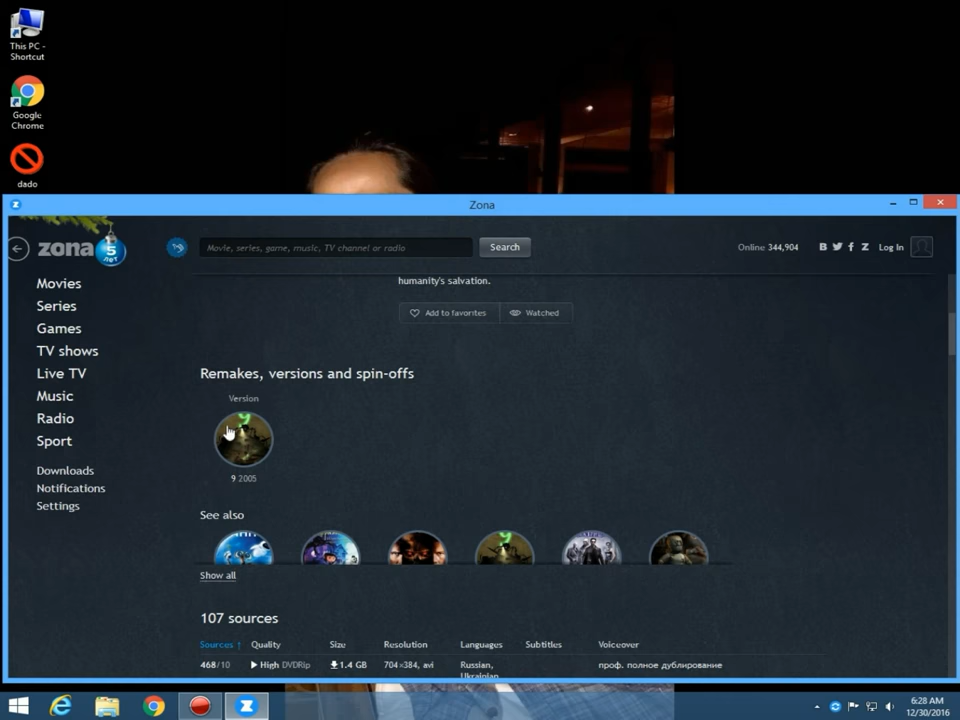 This PC -
Shortcut
Google
Chrome
dado
Zona
zona 5
лет
Movie, series, game, music, TV channel or radio
Search
Online 344,904
B f Z Log In
Movies
Series
Games
TV shows
Live TV
Music
Radio
Sport
Downloads
Notifications
Settings
humanity's salvation.
Add to favorites
Watched
Remakes, versions and spin-offs
Version
9
9 2005
See also
9
Show all
107 sources
Sources ↑ Quality Size Resolution Languages Subtitles Voiceover
468/10 High DVDRip 1.4 GB 704×384, avi Russian, проф. полное дублирование
Ukrainian
6:28 AM
12/30/2016